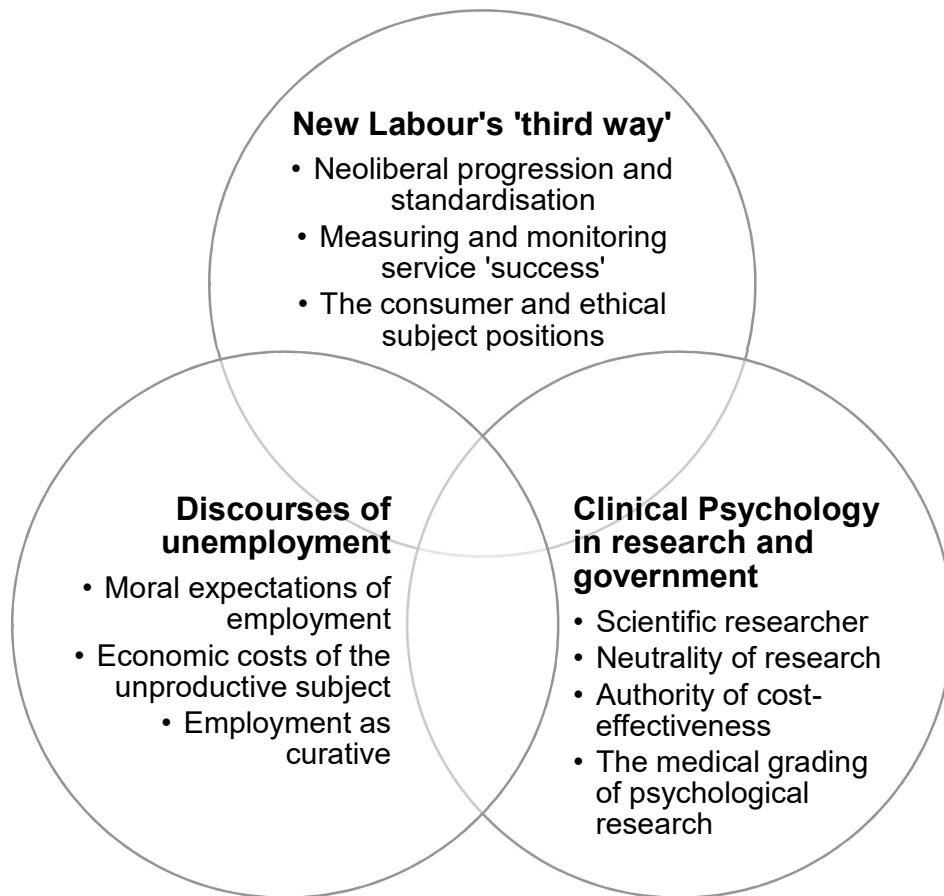 New Labour's 'third way'
• Neoliberal progression and
standardisation
• Measuring and monitoring
service 'success'
• The consumer and ethical
subject positions
Discourses of
unemployment
• Moral expectations of
employment
• Economic costs of the
unproductive subject
• Employment as
curative
Clinical Psychology
in research and
government
• Scientific researcher
• Neutrality of research
• Authority of cost-
effectiveness
• The medical grading
of psychological
research